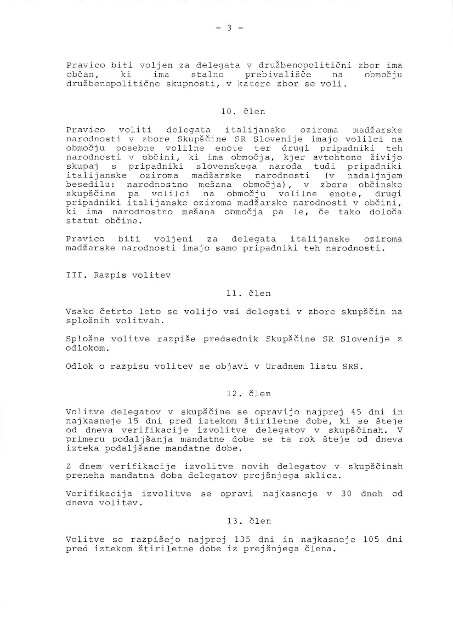 - 3 -
Pravico biti voljen za delegata v družbenopolitični zbor ima
občan, ki ima stalno prebivališče na območju
družbenopolitične skupnosti, v katere zbor se voli.
10. člen
Pravico voliti delegata italijanske oziroma madžarske
narodnosti v zbore Skupščine SR Slovenije imajo volilci na
območju posebne volilne enote ter drugi pripadniki teh
narodnosti v občini, ki ima območja, kjer avtohtono živijo
skupaj s pripadniki slovenskega naroda tudi pripadniki
italijanske oziroma madžarske narodnosti (v nadaljnjem
besedilu: narodnostno mešana območja), v zbore občinske
skupščine pa volilci na območju volilne enote, drugi
pripadniki italijanske oziroma madžarske narodnosti v občini,
ki ima narodnostno mešana območja pa le, če tako določa
statut občine.
Pravico biti voljeni za delegata italijanske oziroma
madžarske narodnosti imajo samo pripadniki teh narodnosti.
III. Razpis volitev
11. člen
Vsako četrto leto se volijo vsi delegati v zbore skupščin na
splošnih volitvah.
Splošne volitve razpiše predsednik Skupščine SR Slovenije z
odlokom.
Odlok o razpisu volitev se objavi v Uradnem listu SRS.
12. člen
Volitve delegatov v skupščine se opravijo najprej 45 dni in
najkasneje 15 dni pred iztekom štiriletne dobe, ki se šteje
od dneva verifikacije izvolitve delegatov v skupščinah. V
primeru podaljšanja mandatne dobe se ta rok šteje od dneva
izteka podaljšane mandatne dobe.
Z dnem verifikacije izvolitve novih delegatov v skupščinah
preneha mandatna doba delegatov prejšnjega sklica.
Verifikacija izvolitve se opravi najkasneje v 30 dneh od
dneva volitev.
13. člen
Volitve se razpišejo najprej 135 dni in najkasneje 105 dni
pred iztekom štiriletne dobe iz prejšnjega člena.